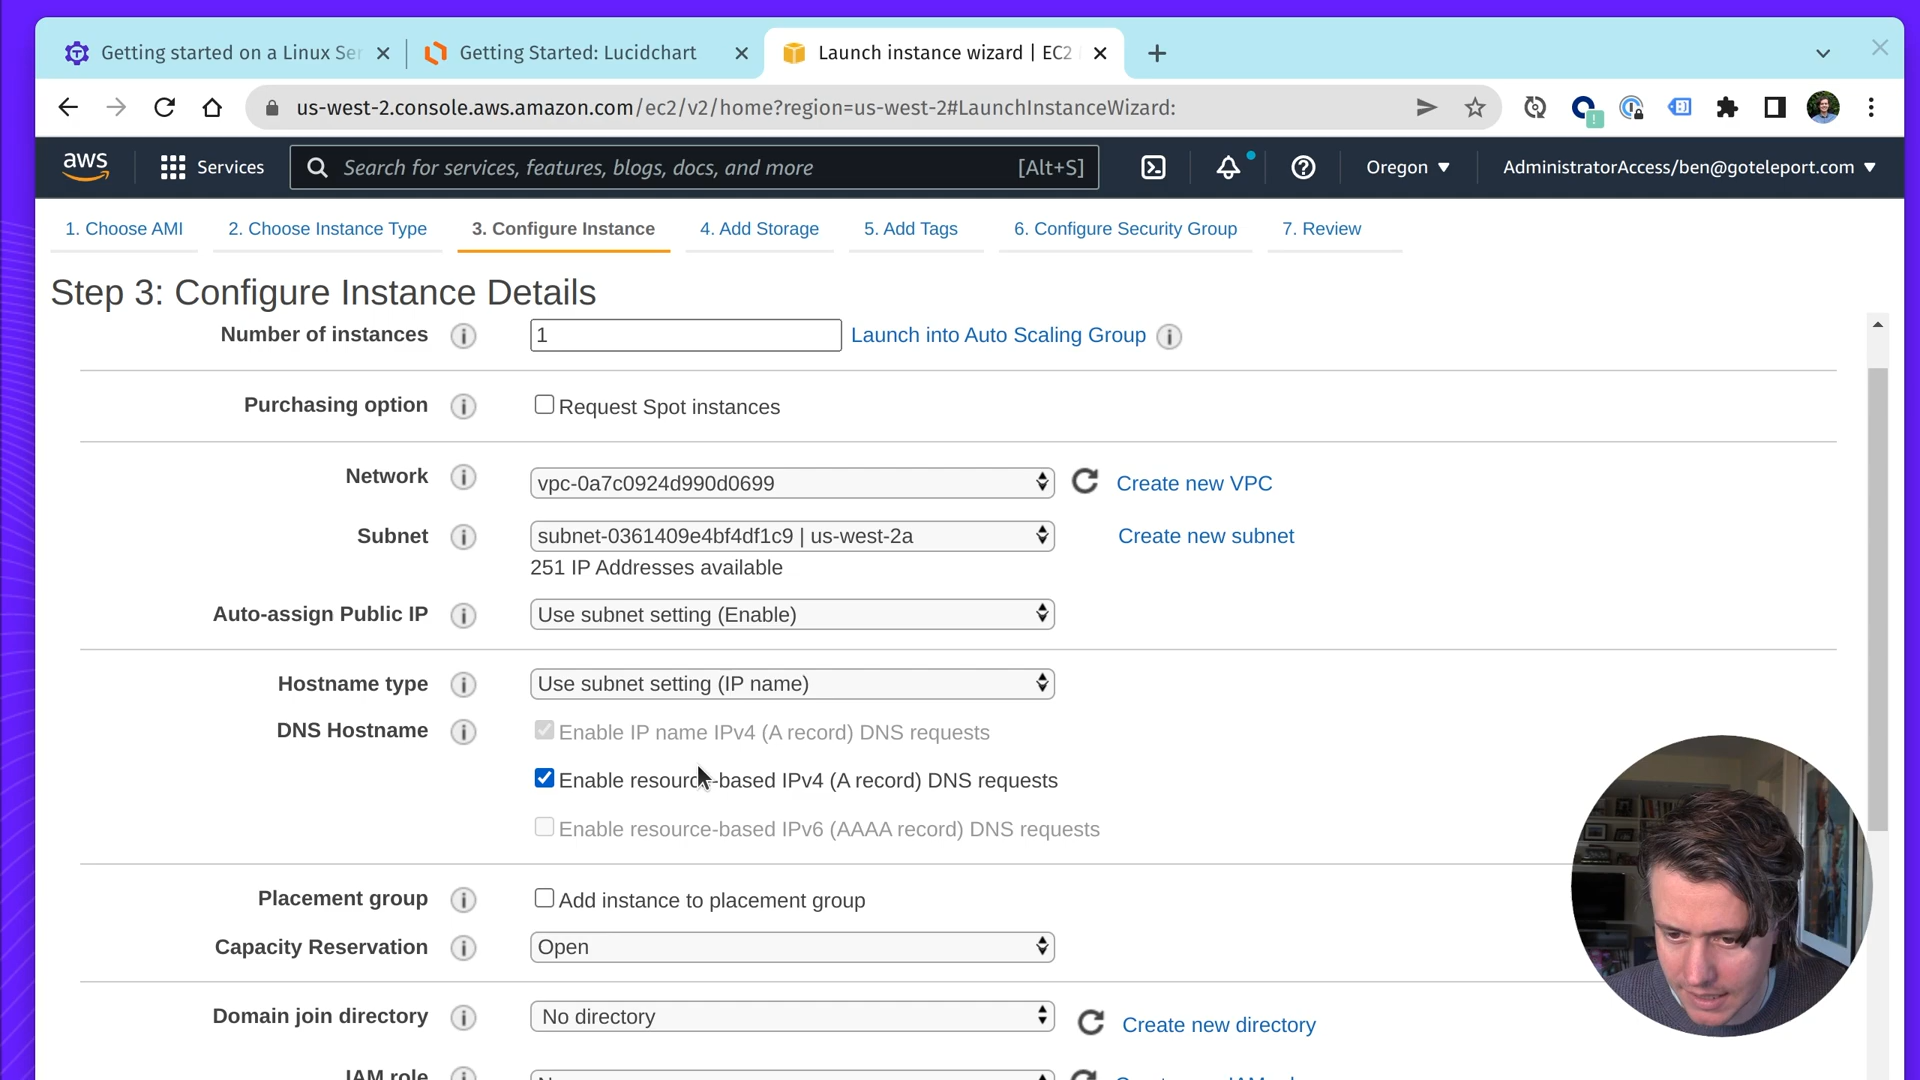 Getting started on a Linux Ser
Getting Started: Lucidchart
Launch instance wizard | EC2
us-west-2.console.aws.amazon.com/ec2/v2/home?region=us-west-2#LaunchInstanceWizard:
aws
Services
Search for services, features, blogs, docs, and more
[Alt+S]
Oregon
AdministratorAccess/ben@goteleport.com
1. Choose AMI
2. Choose Instance Type
3. Configure Instance
4. Add Storage
5. Add Tags
6. Configure Security Group
7. Review
Step 3: Configure Instance Details
Number of instances
1
Launch into Auto Scaling Group
Purchasing option
Request Spot instances
Network
vpc-0a7c0924d990d0699
Create new VPC
Subnet
subnet-0361409e4bf4df1c9 | us-west-2a
Create new subnet
251 IP Addresses available
Auto-assign Public IP
Use subnet setting (Enable)
Hostname type
Use subnet setting (IP name)
DNS Hostname
Enable IP name IPv4 (A record) DNS requests
Enable resource-based IPv4 (A record) DNS requests
Enable resource-based IPv6 (AAAA record) DNS requests
Placement group
Add instance to placement group
Capacity Reservation
Open
Domain join directory
No directory
Create new directory
IAM role